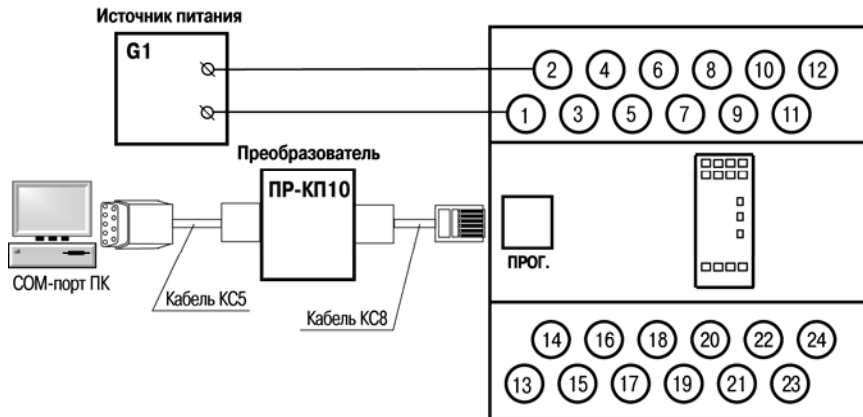 Источник питания
G1
2 4 6 8 10 12
1 3 5 7 9 11
Преобразователь
ПР-КП10
ПРОГ.
COM-порт ПК
Кабель КС5
Кабель КС8
14 16 18 20 22 24
13 15 17 19 21 23